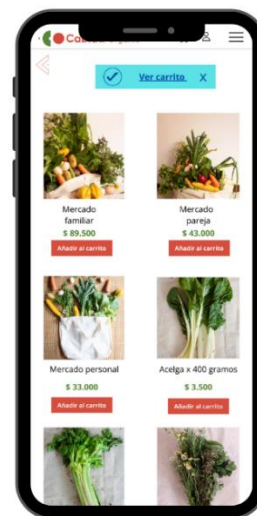 Ver carrito X
Mercado
familiar
$ 89.500
Añadir al carrito
Mercado
pareja
$ 43.000
Añadir al carrito
Mercado personal
$ 33.000
Añadir al carrito
Acelga x 400 gramos
$ 3.500
Añadir al carrito